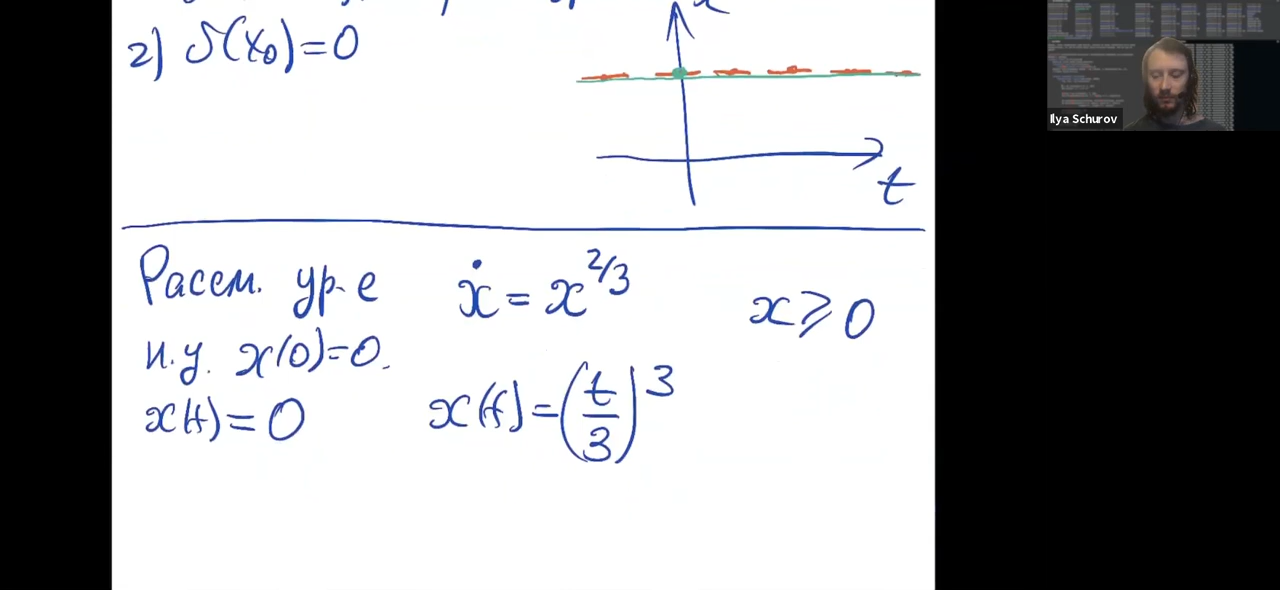 2) f(x₀)=0
t
Ilya Schurov
Рассм. ур-е ẋ = x^{2/3} x ⩾ 0
н.у. x(0)=0.
x(t)=0 x(t)=(t/3)^3